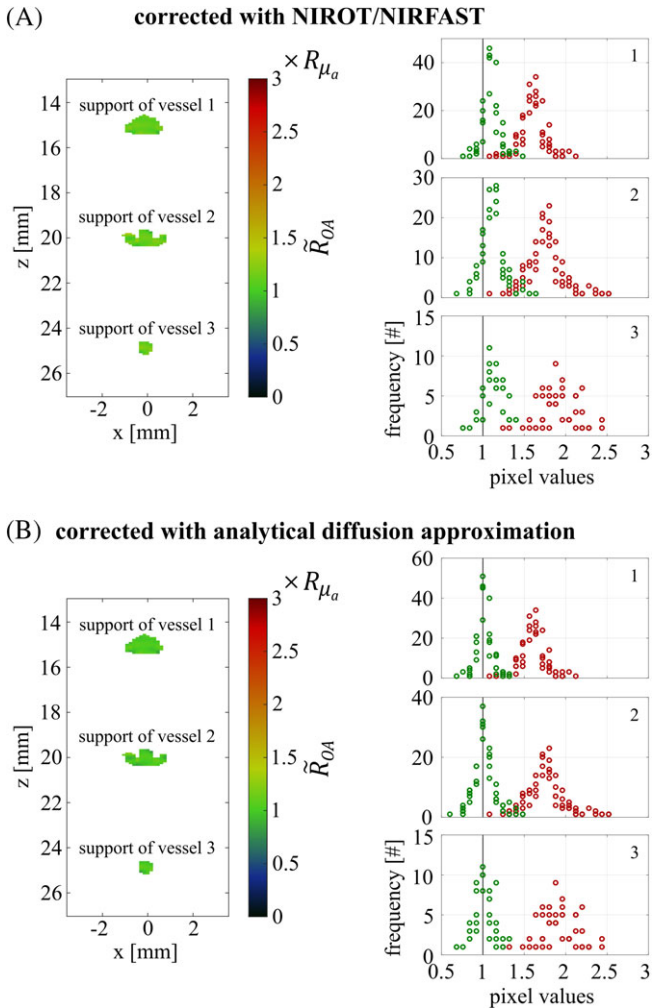 (A) corrected with NIROT/NIRFAST
14
16
18
20
22
24
26
z [mm]
support of vessel 1
support of vessel 2
support of vessel 3
-2 0 2
x [mm]
3 × R_μa
2.5
2
1.5
1
0.5
0
R̃_OA
1
40
20
0
2
30
20
10
0
3
15
10
5
0
frequency [#]
0.5 1 1.5 2 2.5 3
pixel values
(B) corrected with analytical diffusion approximation
14
16
18
20
22
24
26
z [mm]
support of vessel 1
support of vessel 2
support of vessel 3
-2 0 2
x [mm]
3 × R_μa
2.5
2
1.5
1
0.5
0
R̃_OA
1
60
40
20
0
2
40
20
0
3
15
10
5
0
frequency [#]
0.5 1 1.5 2 2.5 3
pixel values